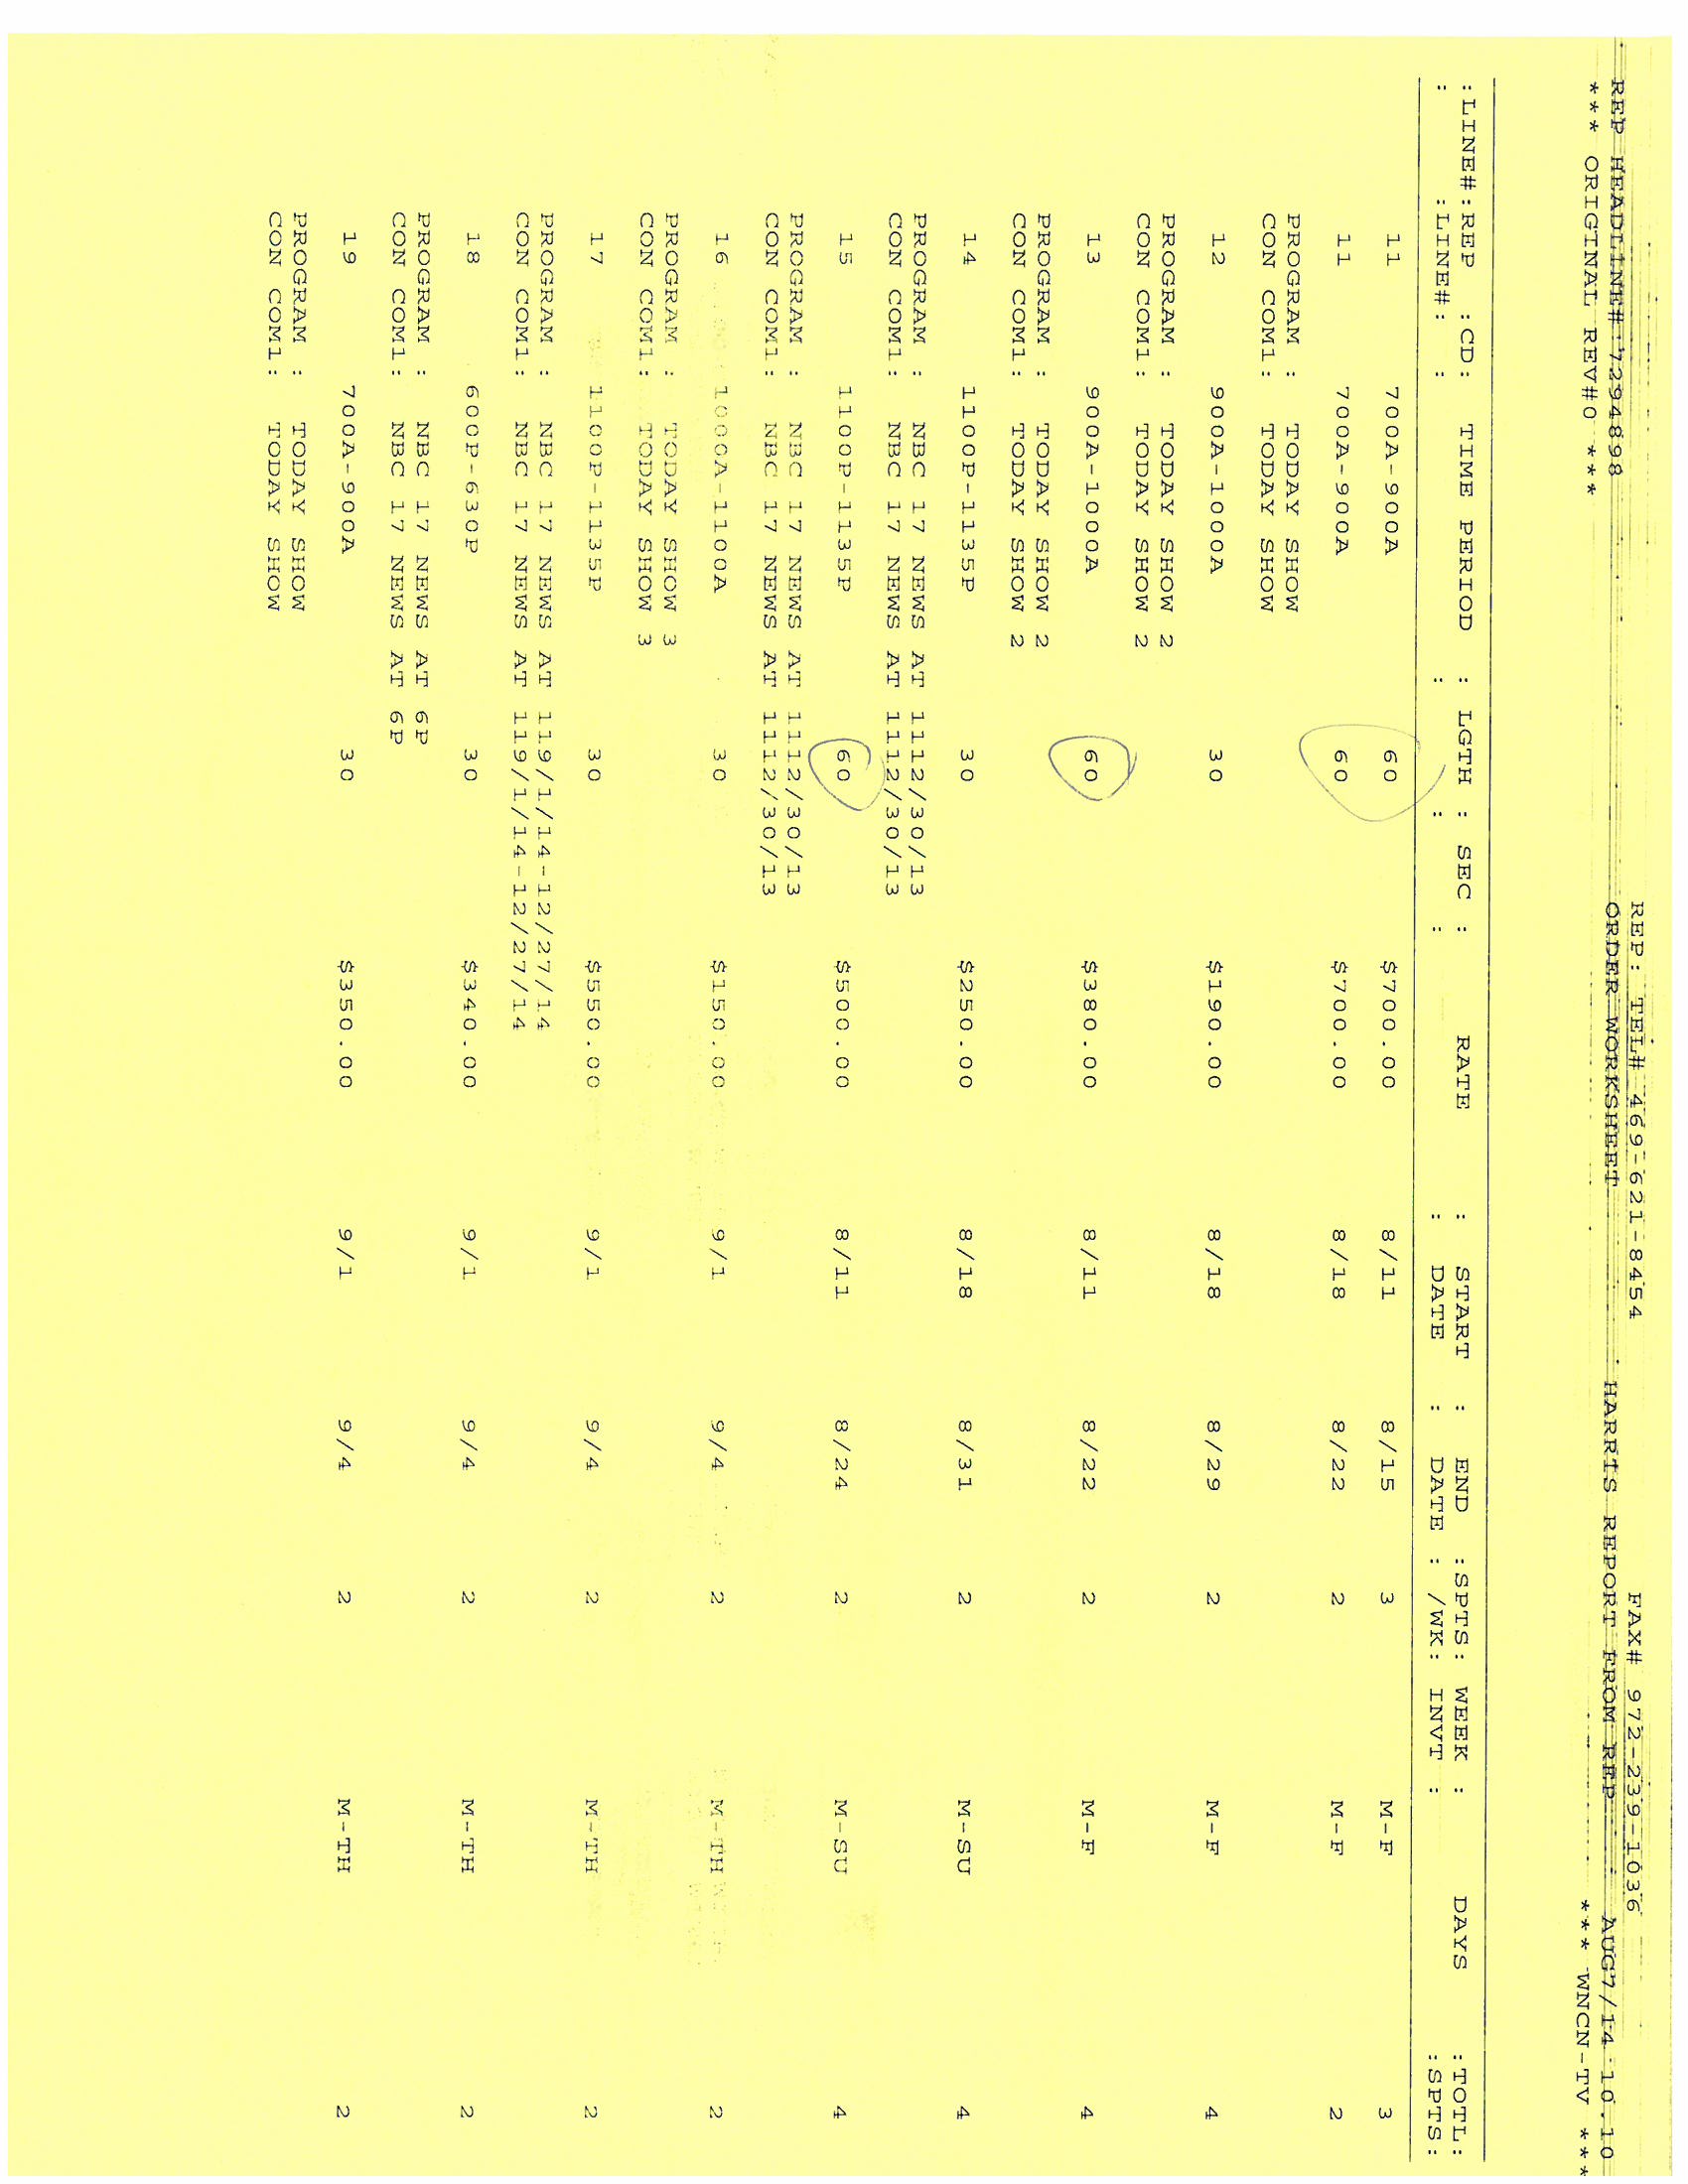 REP: TEL# 469-621-8454 FAX# 972-239-1036
REP HEADLINE# 7294898 ORDER WORKSHEET HARRIS REPORT FROM REP AUG7/14 10.10
*** ORIGINAL REV#0 *** *** WNCN-TV ***
:LINE#:REP :CD: TIME PERIOD : LGTH : SEC : RATE : START : END :SPTS: WEEK : DAYS :TOTL:
: :LINE#: : : : : : DATE : DATE : /WK: INVT : :SPTS:
11 700A-900A 60 $700.00 8/11 8/15 3 M-F 3
11 700A-900A 60 $700.00 8/18 8/22 2 M-F 2
PROGRAM : TODAY SHOW
CON COM1: TODAY SHOW
12 900A-1000A 30 $190.00 8/18 8/29 2 M-F 4
PROGRAM : TODAY SHOW 2
CON COM1: TODAY SHOW 2
13 900A-1000A 60 $380.00 8/11 8/22 2 M-F 4
PROGRAM : TODAY SHOW 2
CON COM1: TODAY SHOW 2
14 1100P-1135P 30 $250.00 8/18 8/31 2 M-SU 4
PROGRAM : NBC 17 NEWS AT 1112/30/13
CON COM1: NBC 17 NEWS AT 1112/30/13
15 1100P-1135P 60 $500.00 8/11 8/24 2 M-SU 4
PROGRAM : NBC 17 NEWS AT 1112/30/13
CON COM1: NBC 17 NEWS AT 1112/30/13
16 1000A-1100A 30 $150.00 9/1 9/4 2 M-TH 2
PROGRAM : TODAY SHOW 3
CON COM1: TODAY SHOW 3
17 1100P-1135P 30 $550.00 9/1 9/4 2 M-TH 2
PROGRAM : NBC 17 NEWS AT 119/1/14-12/27/14
CON COM1: NBC 17 NEWS AT 119/1/14-12/27/14
18 600P-630P 30 $340.00 9/1 9/4 2 M-TH 2
PROGRAM : NBC 17 NEWS AT 6P
CON COM1: NBC 17 NEWS AT 6P
19 700A-900A 30 $350.00 9/1 9/4 2 M-TH 2
PROGRAM : TODAY SHOW
CON COM1: TODAY SHOW